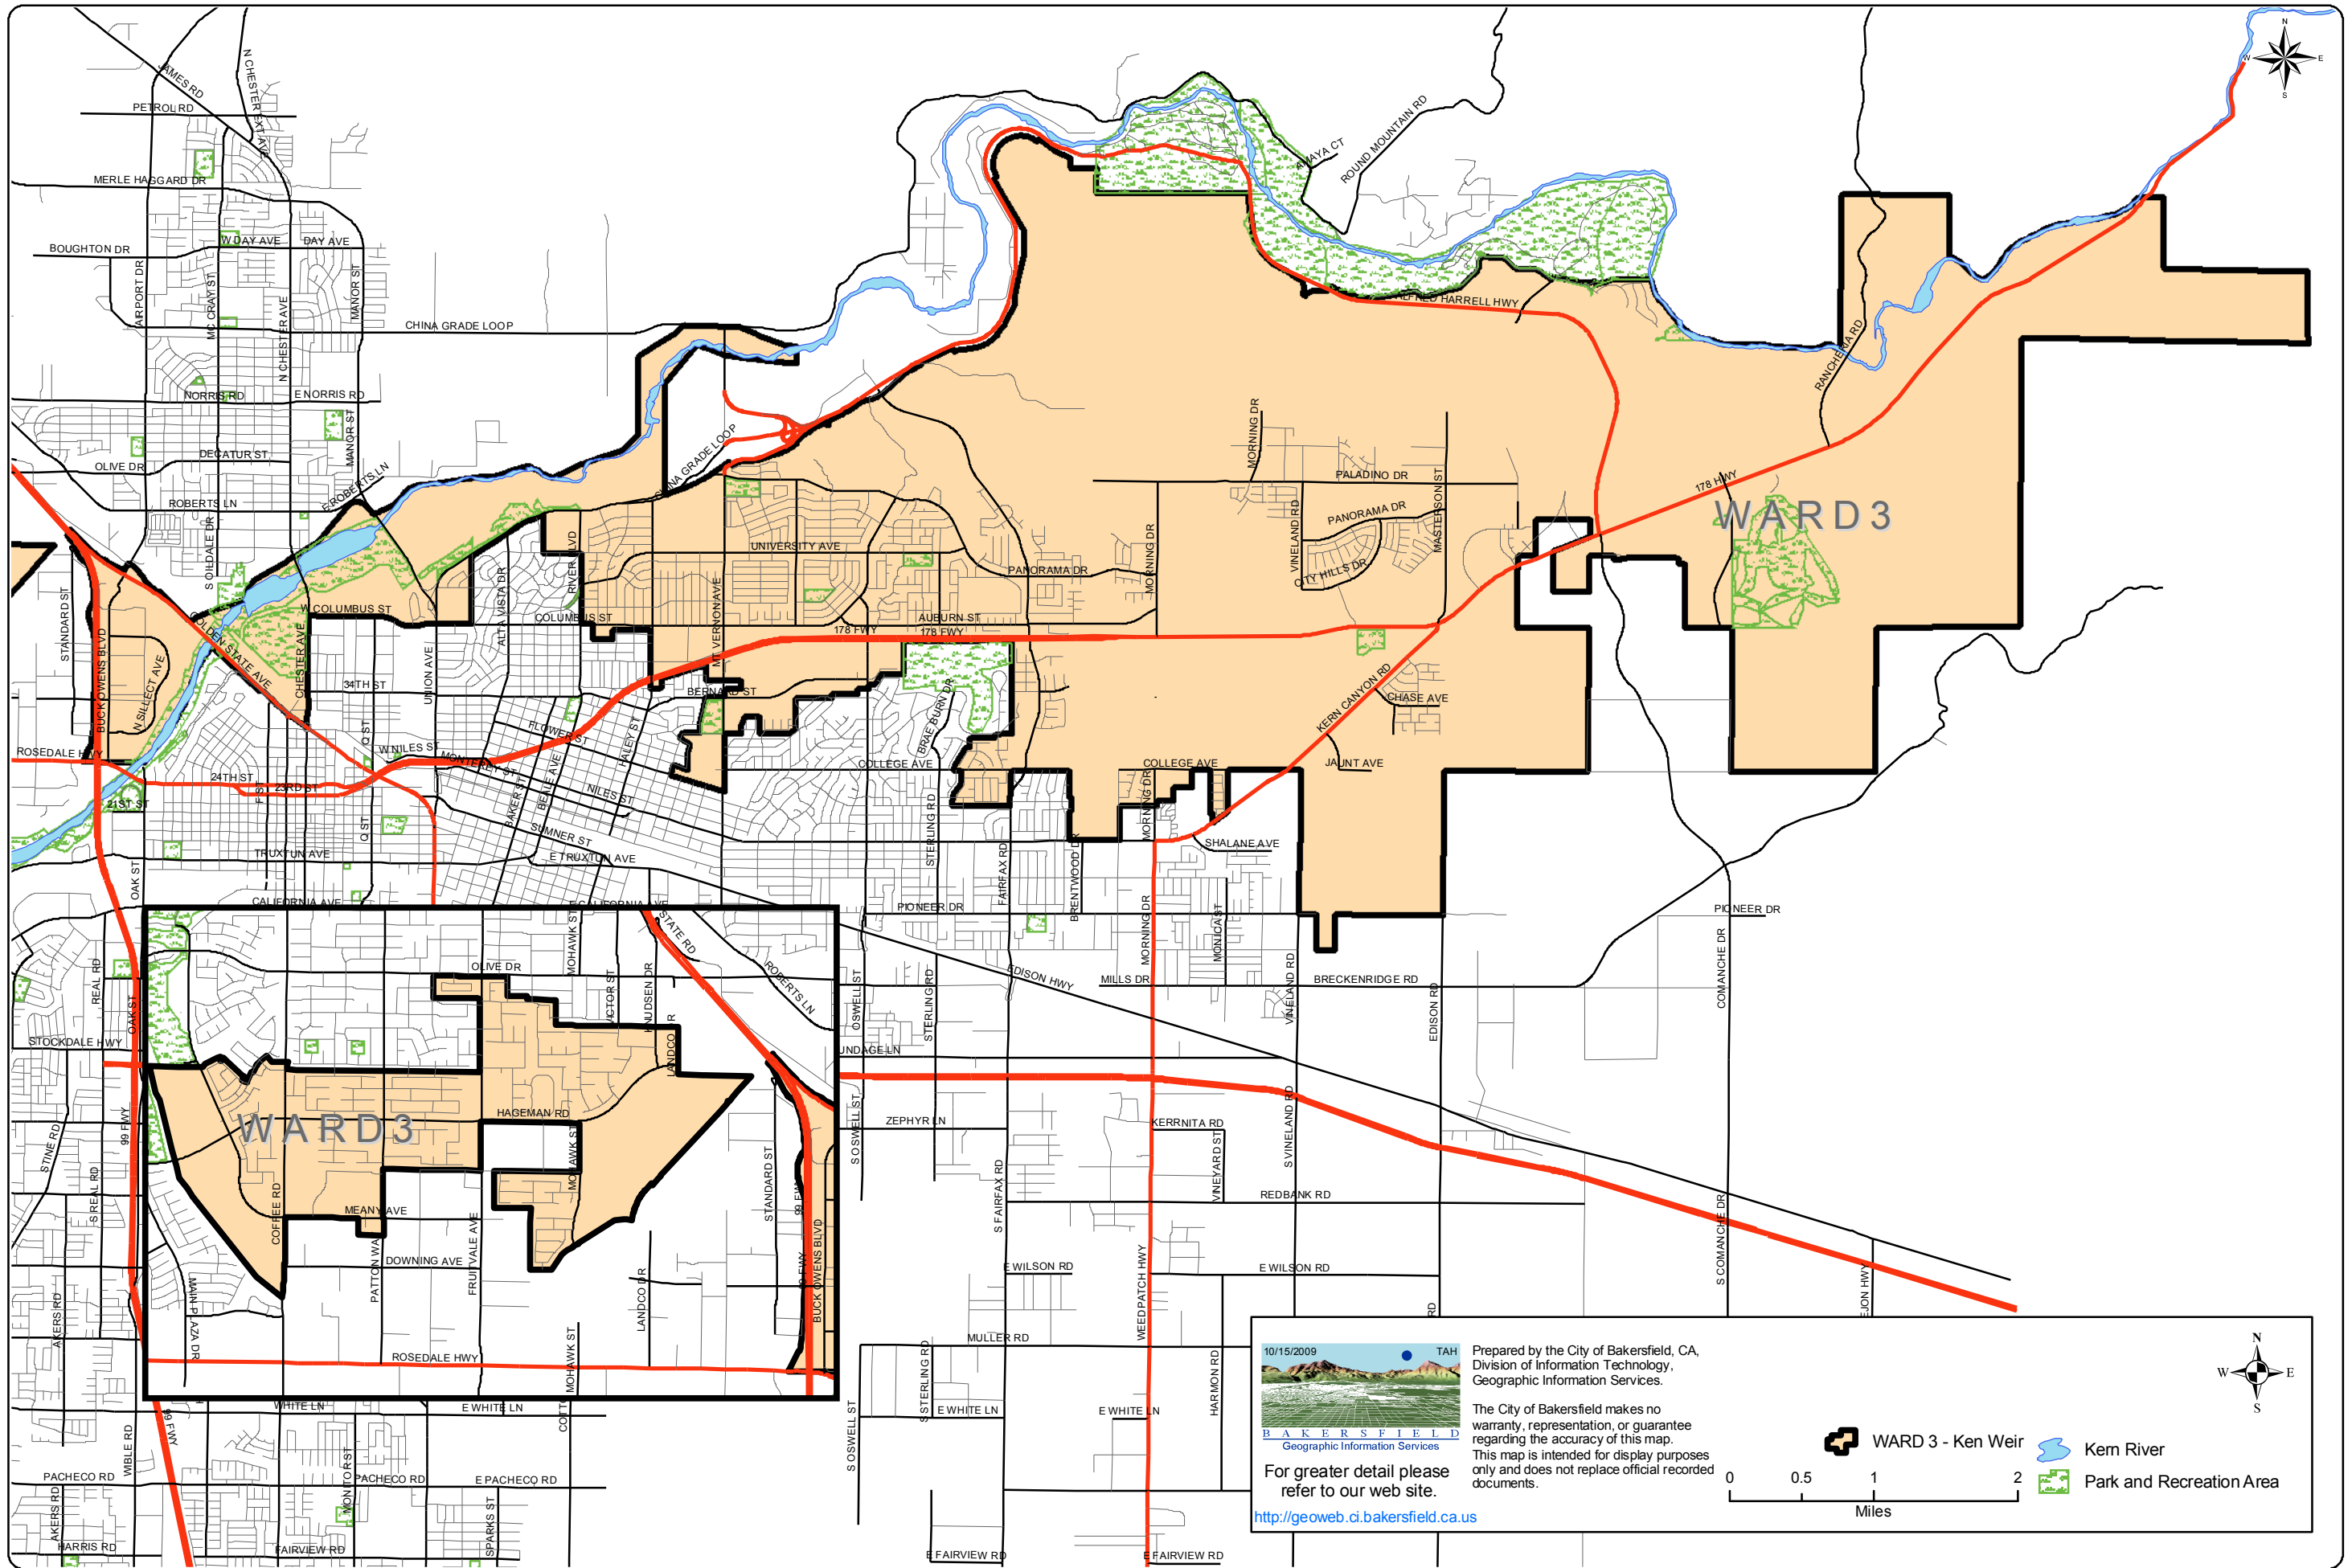 JAMES RD
N CHESTER EXT AVE
PETROL RD
MERLE HAGGARD DR
BOUGHTON DR
W DAY AVE
DAY AVE
AIRPORT DR
MC CRAY ST
N CHESTER AVE
MANOR ST
CHINA GRADE LOOP
NORRIS RD
E NORRIS RD
MANOR ST
DECATUR ST
OLIVE DR
ROBERTS LN
E ROBERTS LN
S OILDALE DR
CHINA GRADE LOOP
AMAYA CT
ROUND MOUNTAIN RD
ALFRED HARRELL HWY
RANCHERIA RD
MORNING DR
PALADINO DR
178 HWY
WARD 3
MASTERSON ST
VINELAND RD
PANORAMA DR
CITY HILLS DR
MORNING DR
UNIVERSITY AVE
PANORAMA DR
RIVER BLVD
ALTA VISTA DR
MT VERNON AVE
AUBURN ST
178 FWY
178 FWY
COLUMBUS ST
W COLUMBUS ST
STANDARD ST
BUCK OWENS BLVD
N SILLECT AVE
GOLDEN STATE AVE
CHESTER AVE
34TH ST
UNION AVE
Q ST
BERNARD ST
BRAE BURN DR
KERN CANYON RD
CHASE AVE
JAUNT AVE
ROSEDALE HWY
W NILES ST
MONTEREY ST
FLOWER ST
HALEY ST
COLLEGE AVE
COLLEGE AVE
24TH ST
23RD ST
21ST ST
F ST
Q ST
BAKER ST
BEALE AVE
NILES ST
SUMNER ST
E TRUXTUN AVE
TRUXTUN AVE
STERLING RD
FAIRFAX RD
BRENTWOOD DR
MORNING DR
SHALANE AVE
OAK ST
CALIFORNIA AVE
CALIFORNIA AVE
PIONEER DR
PIONEER DR
MORNING DR
MONICA ST
REAL RD
OAK ST
OLIVE DR
MOHAWK ST
VICTOR ST
KNUDSEN DR
STATE RD
ROBERTS LN
LANDCO DR
OSWELL ST
STERLING RD
EDISON HWY
MILLS DR
BRECKENRIDGE RD
VINELAND RD
EDISON RD
COMANCHE DR
STOCKDALE HWY
UNDAGE LN
WARD 3
HAGEMAN RD
MOHAWK ST
99 FWY
STINE RD
S REAL RD
COFFEE RD
MEANY AVE
PATTON WA
DOWNING AVE
FRUITVALE AVE
STANDARD ST
99 FWY
BUCK OWENS BLVD
S OSWELL ST
ZEPHYR LN
KERRNITA RD
VINEYARD ST
S VINELAND RD
S FAIRFAX RD
REDBANK RD
S COMANCHE DR
E WILSON RD
E WILSON RD
WEEDPATCH HWY
EJON HWY
RD
AKERS RD
MAIN PLAZA DR
LANDCO DR
ROSEDALE HWY
MOHAWK ST
MULLER RD
S STERLING RD
HARMON RD
WHITE LN
E WHITE LN
COTT
E WHITE LN
E WHITE LN
99 FWY
WIBLE RD
S OSWELL ST
PACHECO RD
MONITOR ST
PACHECO RD
E PACHECO RD
AKERS RD
SPARKS ST
HARRIS RD
FAIRVIEW RD
E FAIRVIEW RD
E FAIRVIEW RD
10/15/2009 TAH
BAKERSFIELD
Geographic Information Services
For greater detail please
refer to our web site.
http://geoweb.ci.bakersfield.ca.us
Prepared by the City of Bakersfield, CA,
Division of Information Technology,
Geographic Information Services.
The City of Bakersfield makes no
warranty, representation, or guarantee
regarding the accuracy of this map.
This map is intended for display purposes
only and does not replace official recorded
documents.
WARD 3 - Ken Weir
Kern River
Park and Recreation Area
0 0.5 1 2
Miles
N
W E
S
N
W E
S